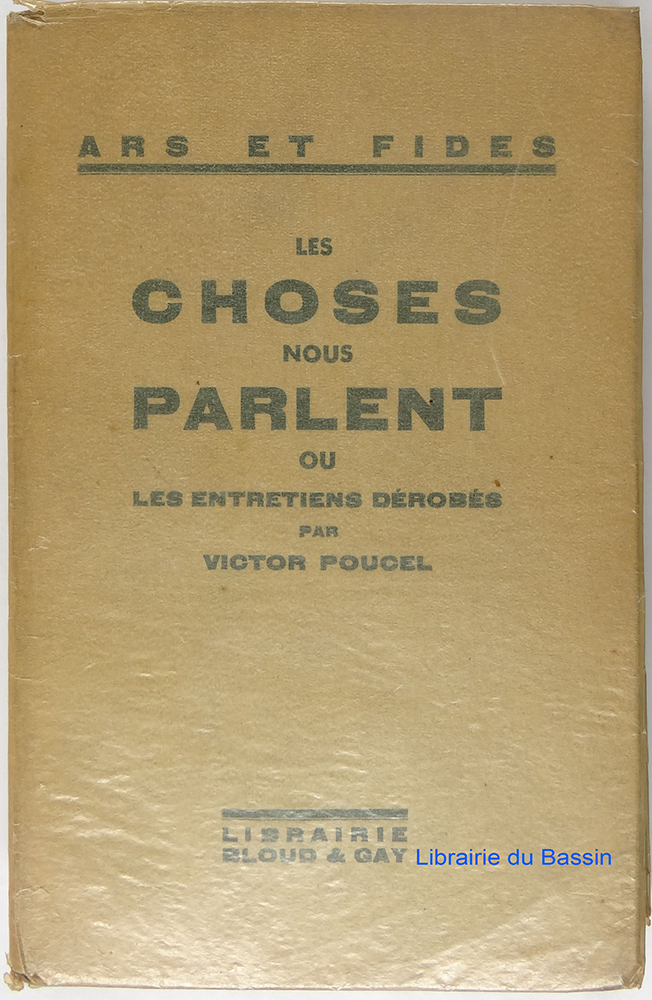 ARS ET FIDES
LES
CHOSES
NOUS
PARLENT
OU
LES ENTRETIENS DÉROBÉS
PAR
VICTOR POUCEL
LIBRAIRIE
BLOUD & GAY
Librairie du Bassin